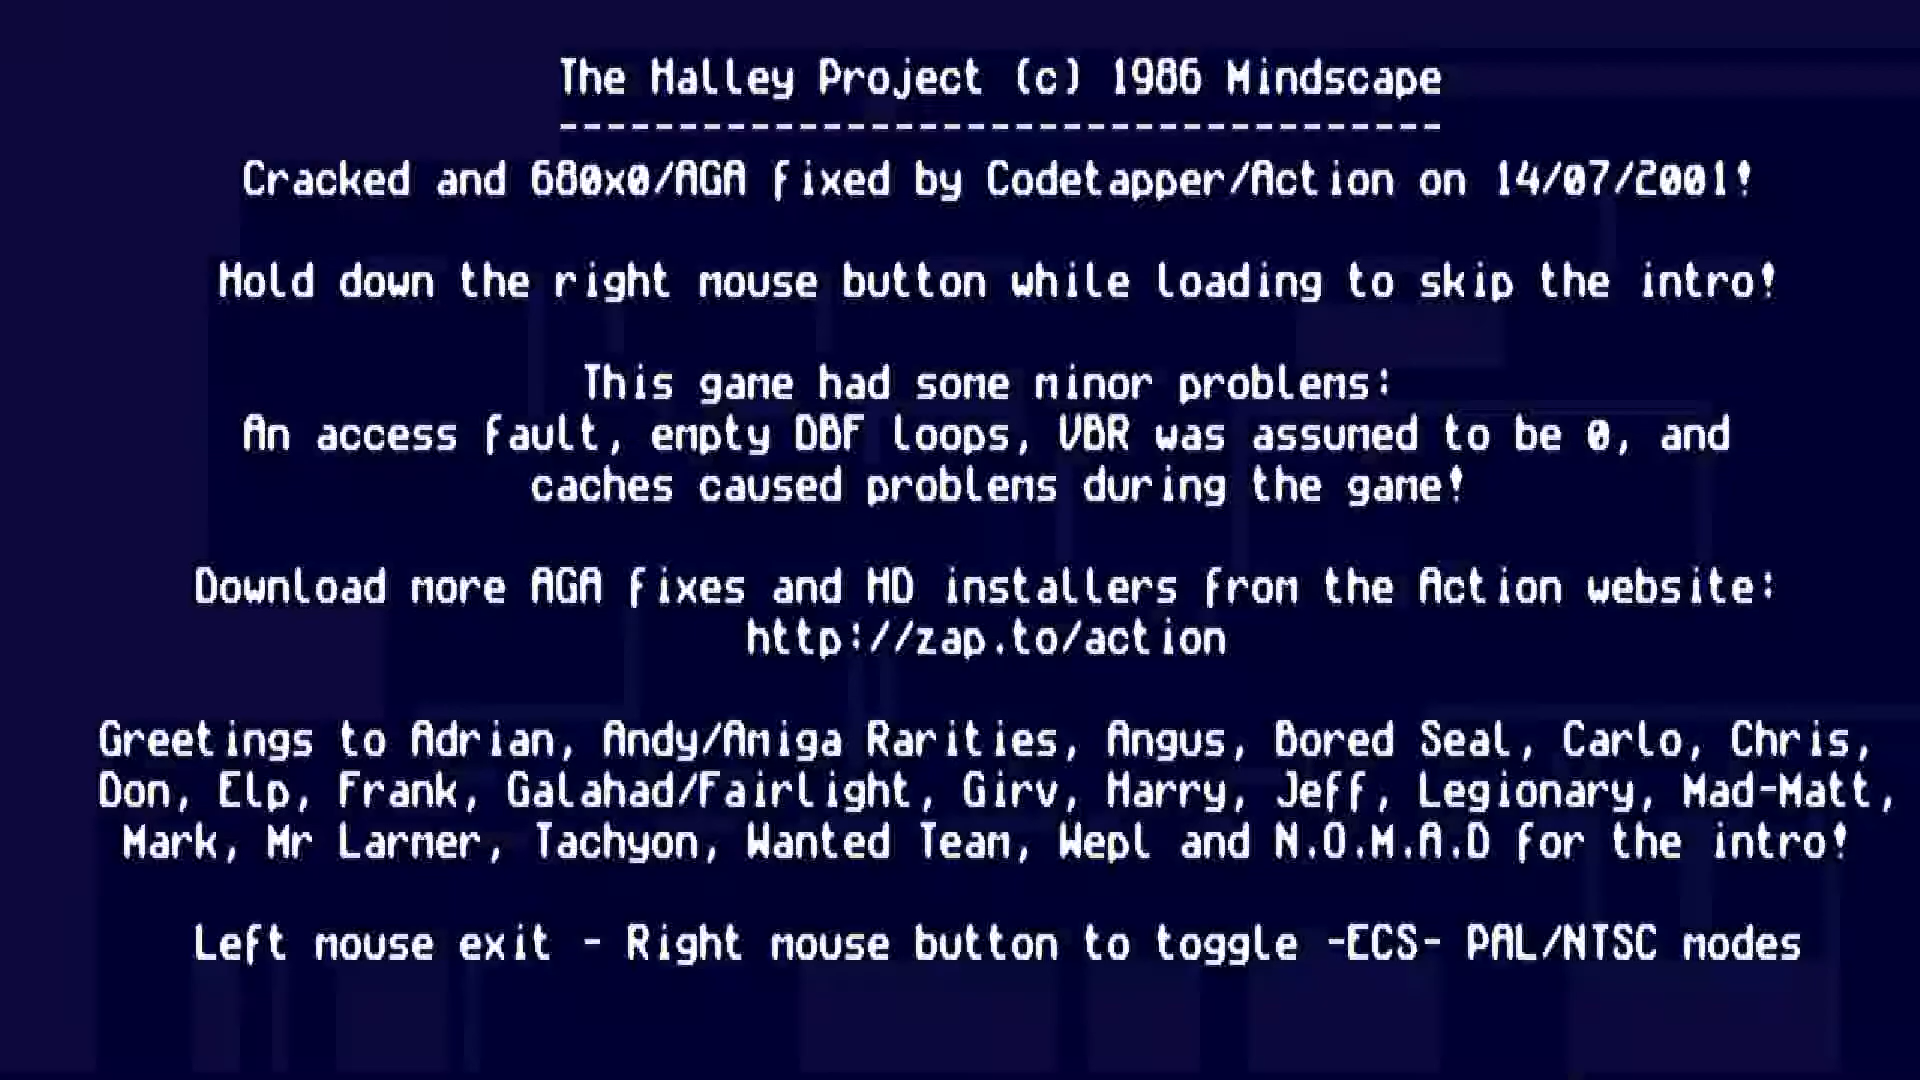 The Halley Project (c) 1986 Mindscape
-------------------------------------
Cracked and 680x0/AGA fixed by Codetapper/Action on 14/07/2001!
Hold down the right mouse button while loading to skip the intro!
This game had some minor problems:
An access fault, empty DBF loops, VBR was assumed to be 0, and
caches caused problems during the game!
Download more AGA fixes and HD installers from the Action website:
http://zap.to/action
Greetings to Adrian, Andy/Amiga Rarities, Angus, Bored Seal, Carlo, Chris,
Don, Elp, Frank, Galahad/Fairlight, Girv, Harry, Jeff, Legionary, Mad-Matt,
Mark, Mr Larmer, Tachyon, Wanted Team, Wepl and N.O.M.A.D for the intro!
Left mouse exit - Right mouse button to toggle -ECS- PAL/NTSC modes